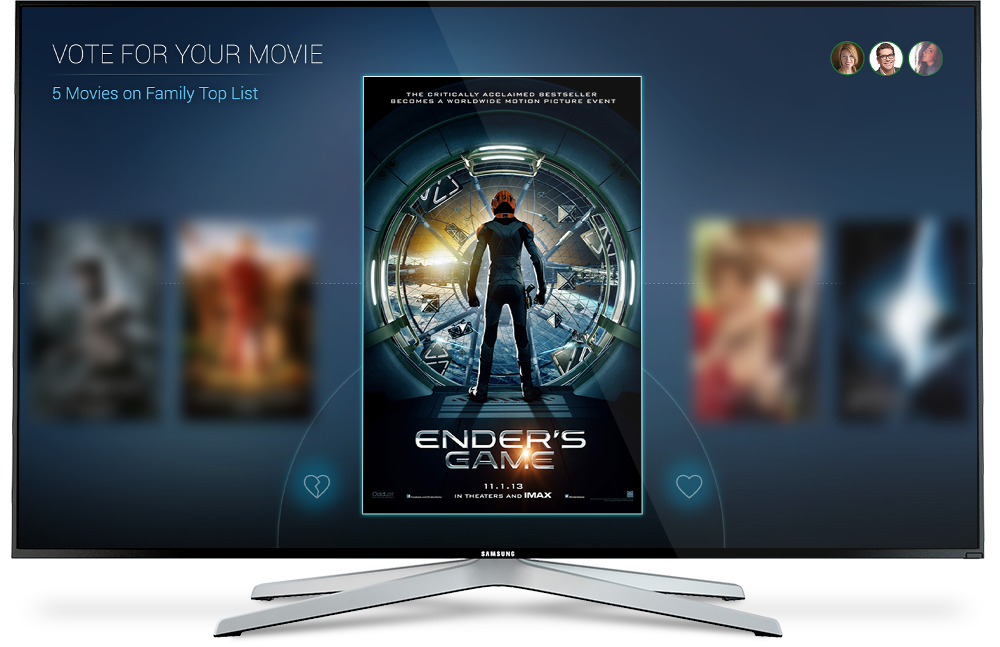 VOTE FOR YOUR MOVIE
5 Movies on Family Top List
THE CRITICALLY ACCLAIMED BESTSELLER
BECOMES A WORLDWIDE MOTION PICTURE EVENT
ENDER'S
GAME
11.1.13
IN THEATERS AND IMAX
SAMSUNG